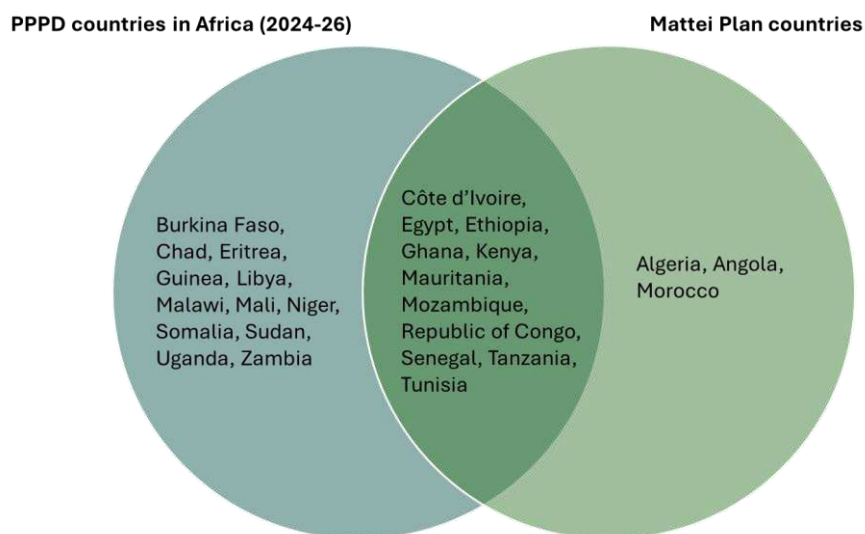 PPPD countries in Africa (2024-26)
Mattei Plan countries
Burkina Faso,
Chad, Eritrea,
Guinea, Libya,
Malawi, Mali, Niger,
Somalia, Sudan,
Uganda, Zambia
Côte d’Ivoire,
Egypt, Ethiopia,
Ghana, Kenya,
Mauritania,
Mozambique,
Republic of Congo,
Senegal, Tanzania,
Tunisia
Algeria, Angola,
Morocco